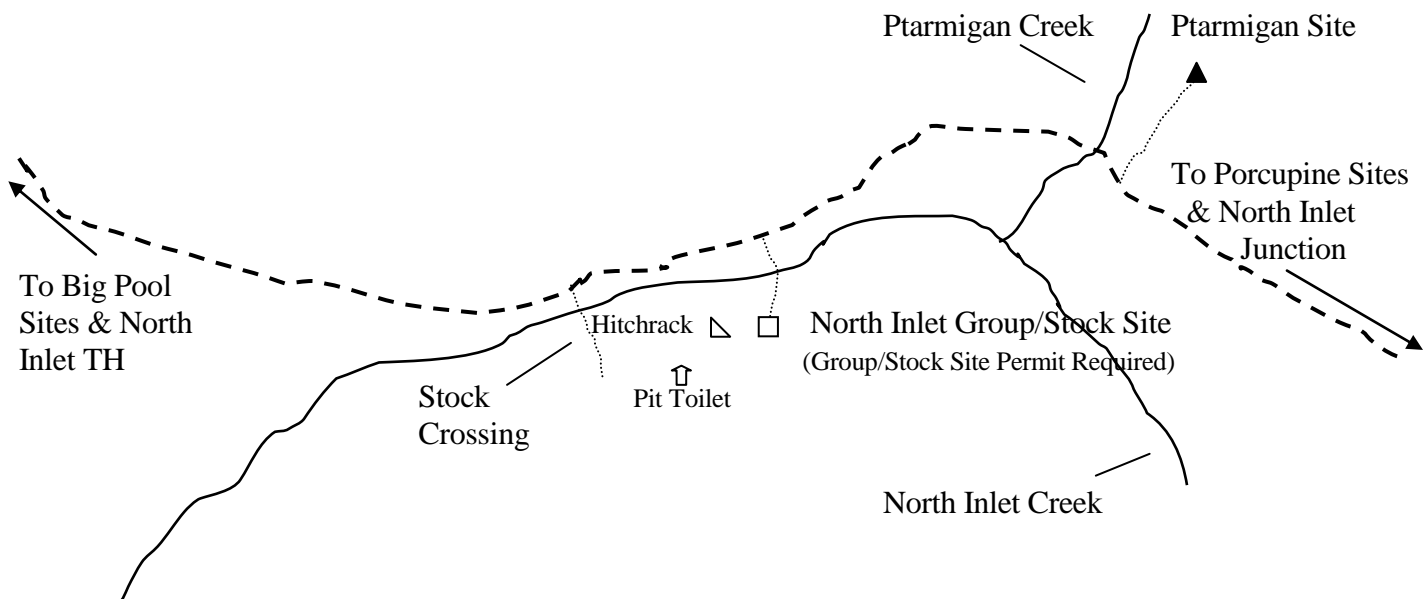 Ptarmigan Creek
Ptarmigan Site
To Porcupine Sites
& North Inlet
Junction
To Big Pool
Sites & North
Inlet TH
Hitchrack
North Inlet Group/Stock Site
(Group/Stock Site Permit Required)
Pit Toilet
Stock
Crossing
North Inlet Creek